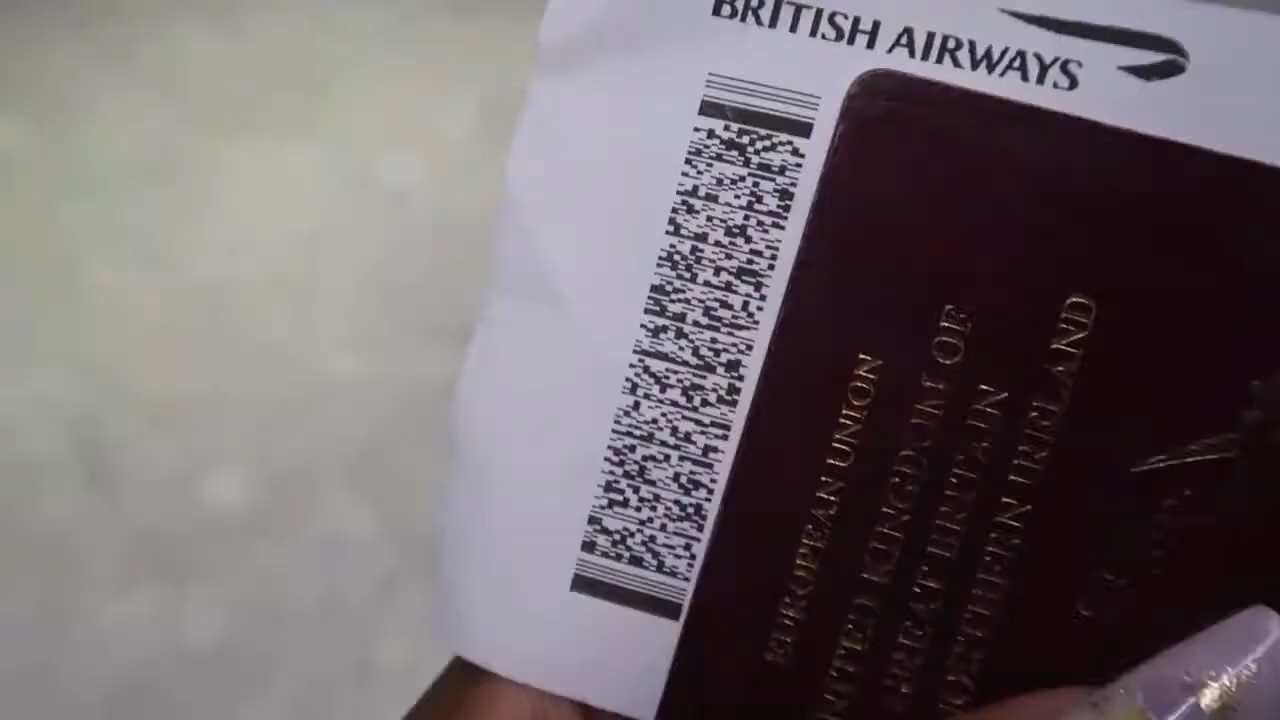 BRITISH AIRWAYS
EUROPEAN UNION
UNITED KINGDOM OF
GREAT BRITAIN
NORTHERN IRELAND